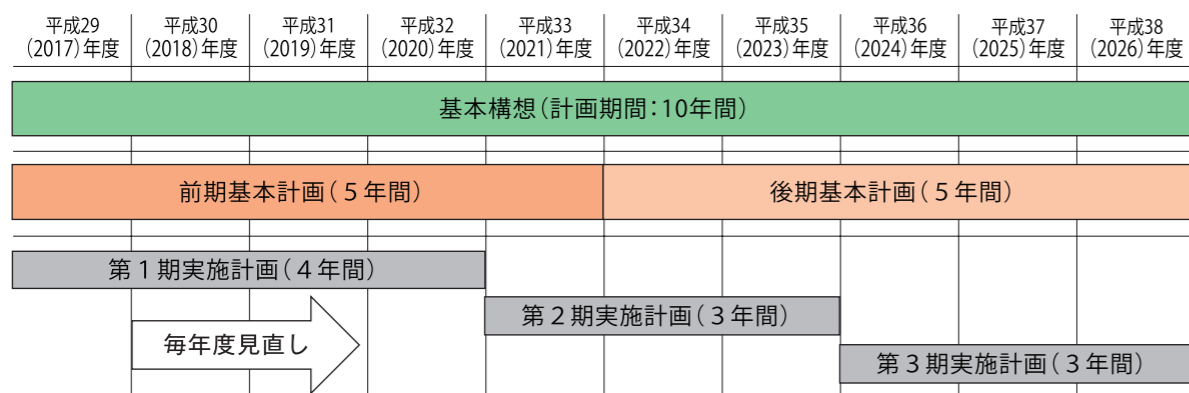 平成29
(2017)年度
平成30
(2018)年度
平成31
(2019)年度
平成32
(2020)年度
平成33
(2021)年度
平成34
(2022)年度
平成35
(2023)年度
平成36
(2024)年度
平成37
(2025)年度
平成38
(2026)年度
基本構想(計画期間:10年間)
前期基本計画(5年間)
後期基本計画(5年間)
第1期実施計画(4年間)
第2期実施計画(3年間)
毎年度見直し
第3期実施計画(3年間)